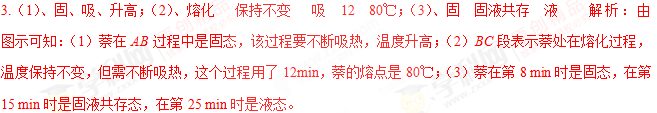 3.（1）、固、吸、升高；（2）、熔化 保持不变 吸 12 80℃；（3）、固 固液共存 液 解析：由
图示可知：（1）萘在 AB 过程中是固态，该过程要不断吸热，温度升高；（2）BC 段表示萘处在熔化过程，
温度保持不变，但需不断吸热，这个过程用了 12min，萘的熔点是 80℃；（3）萘在第 8 min 时是固态，在第
15 min 时是固液共存态，在第 25 min 时是液态。